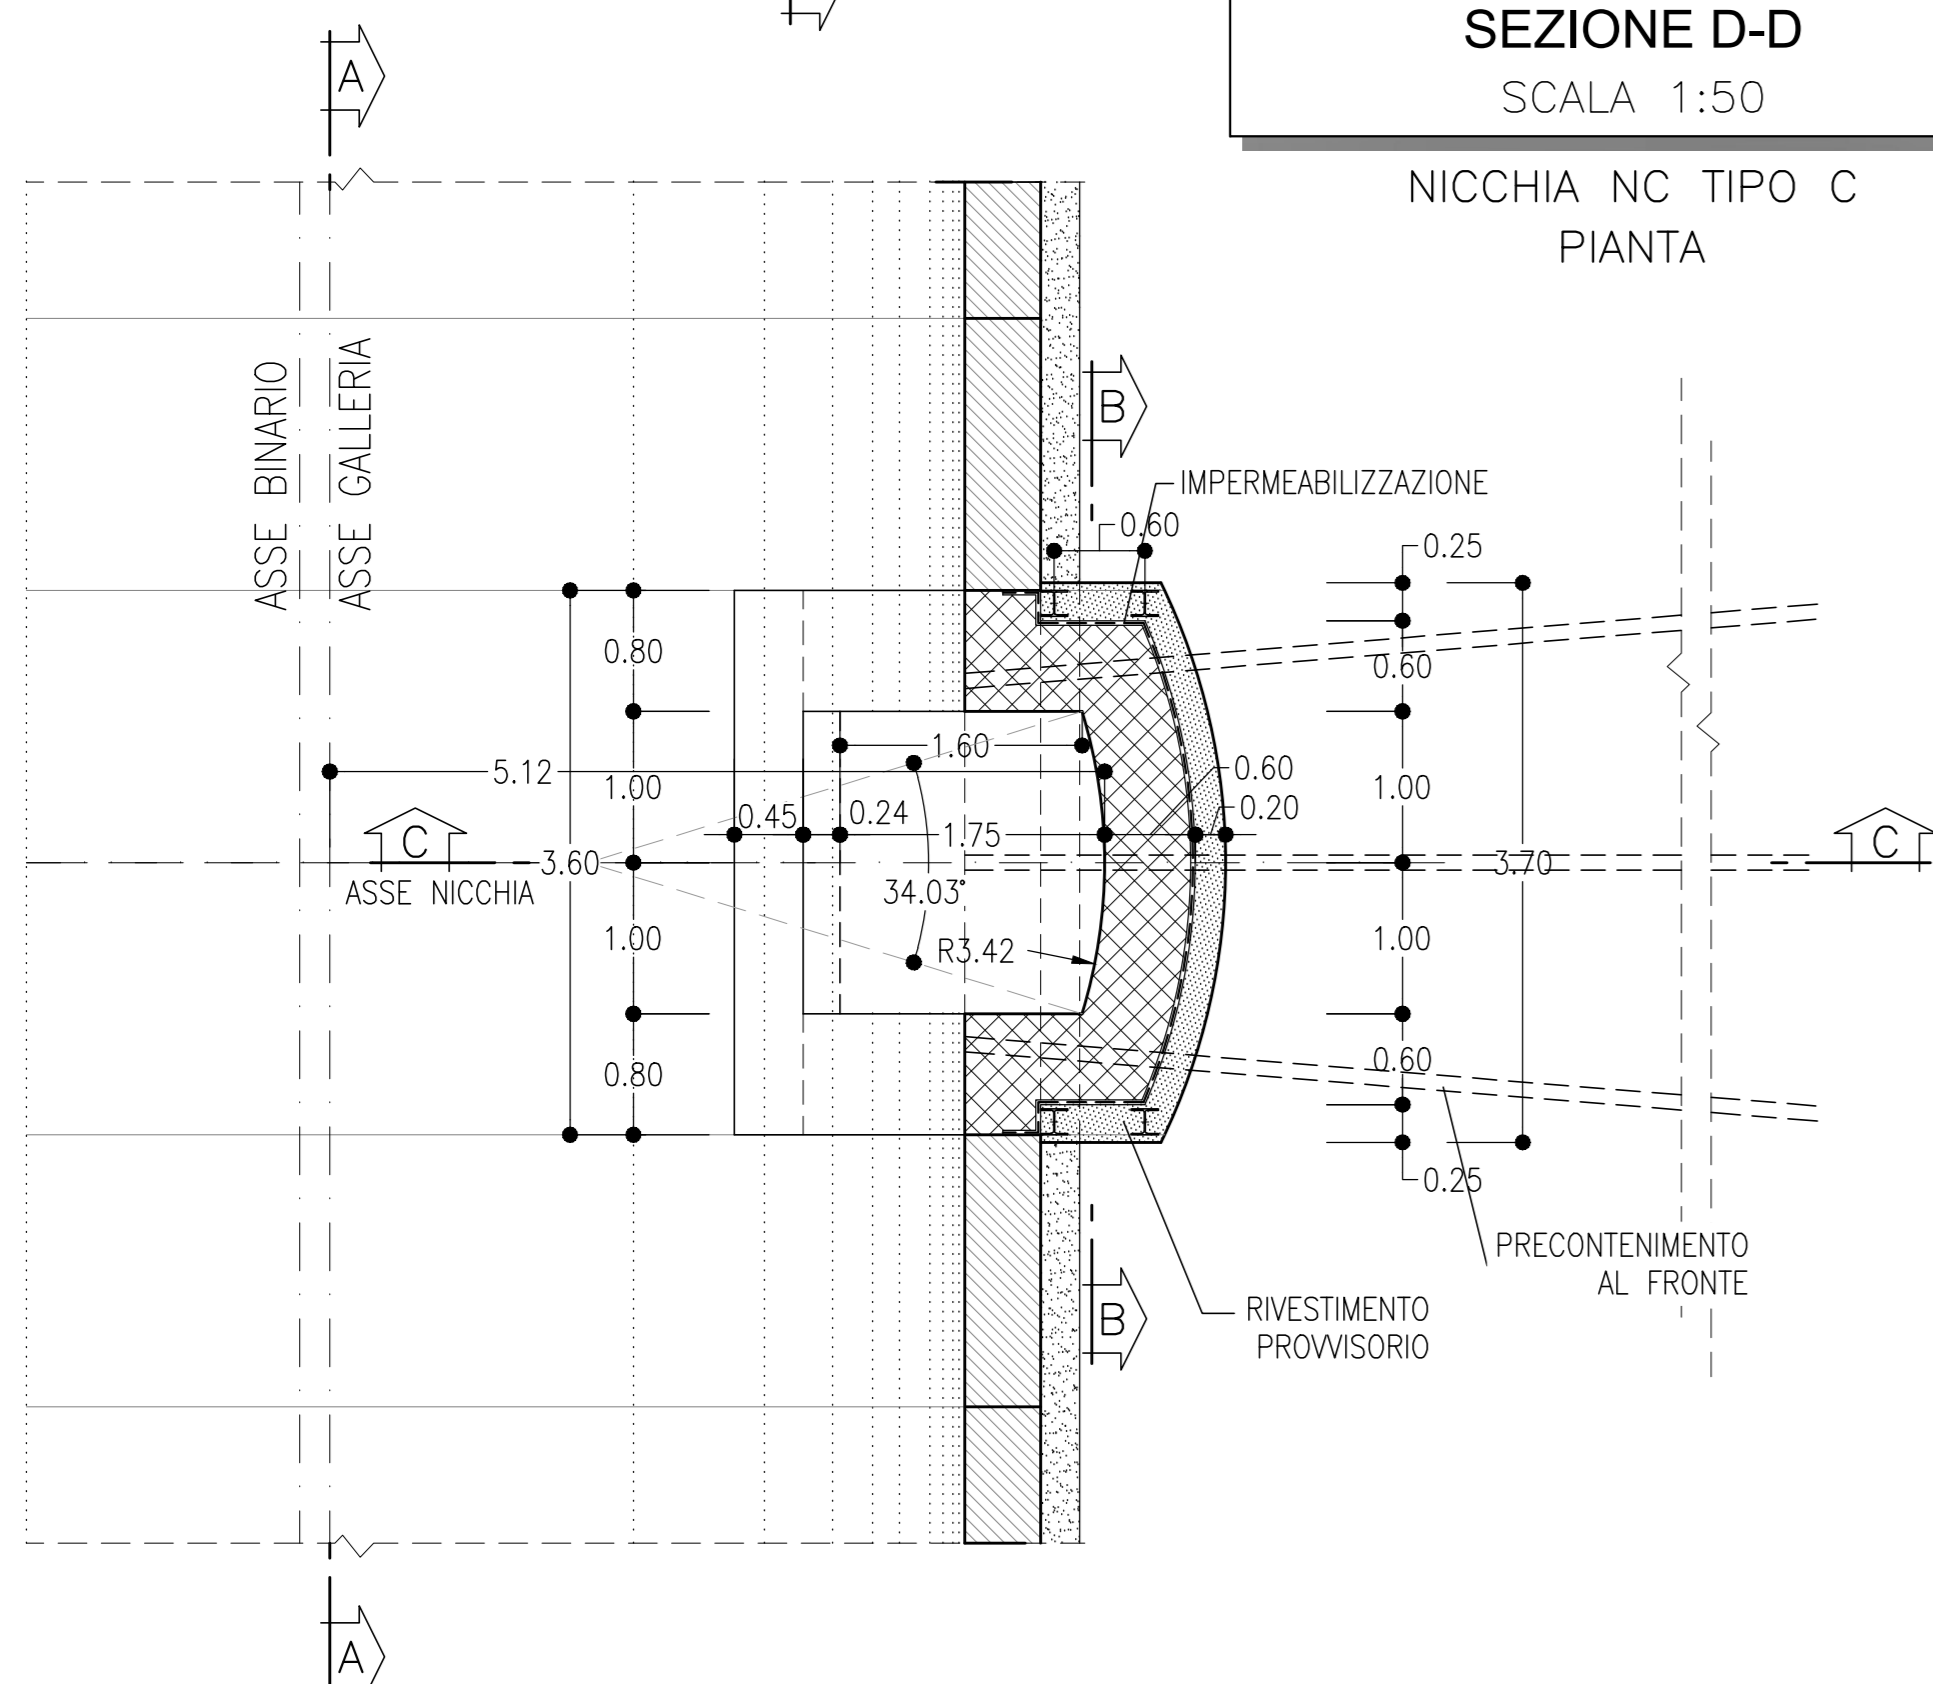 SEZIONE D-D
SCALA 1:50
NICCHIA NC TIPO C
PIANTA
A
ASSE BINARIO
ASSE GALLERIA
B
IMPERMEABILIZZAZIONE
0.60
0.25
0.80
0.60
1.60
5.12
1.00
0.60
1.00
0.45
0.24
1.75
0.20
C
3.60
3.70
C
ASSE NICCHIA
34.03°
1.00
R3.42
1.00
0.80
0.60
0.25
PRECONTENIMENTO
AL FRONTE
RIVESTIMENTO
PROVVISORIO
B
A